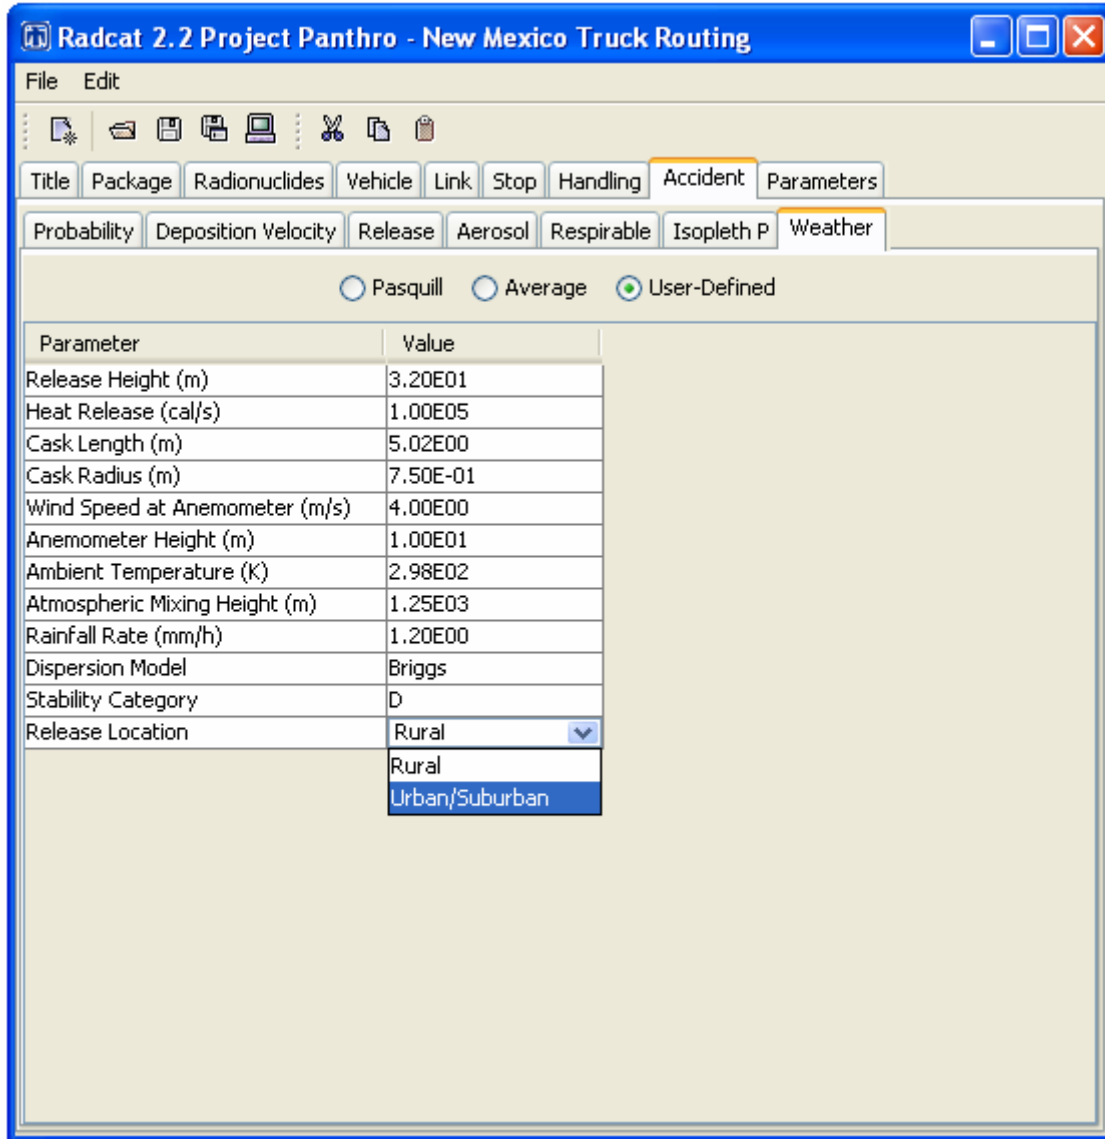 Radcat 2.2 Project Panthro - New Mexico Truck Routing
File Edit
Title Package Radionuclides Vehicle Link Stop Handling Accident Parameters
Probability Deposition Velocity Release Aerosol Respirable Isopleth P Weather
Pasquill Average User-Defined
Parameter Value
Release Height (m) 3.20E01
Heat Release (cal/s) 1.00E05
Cask Length (m) 5.02E00
Cask Radius (m) 7.50E-01
Wind Speed at Anemometer (m/s) 4.00E00
Anemometer Height (m) 1.00E01
Ambient Temperature (K) 2.98E02
Atmospheric Mixing Height (m) 1.25E03
Rainfall Rate (mm/h) 1.20E00
Dispersion Model Briggs
Stability Category D
Release Location Rural
Rural
Urban/Suburban